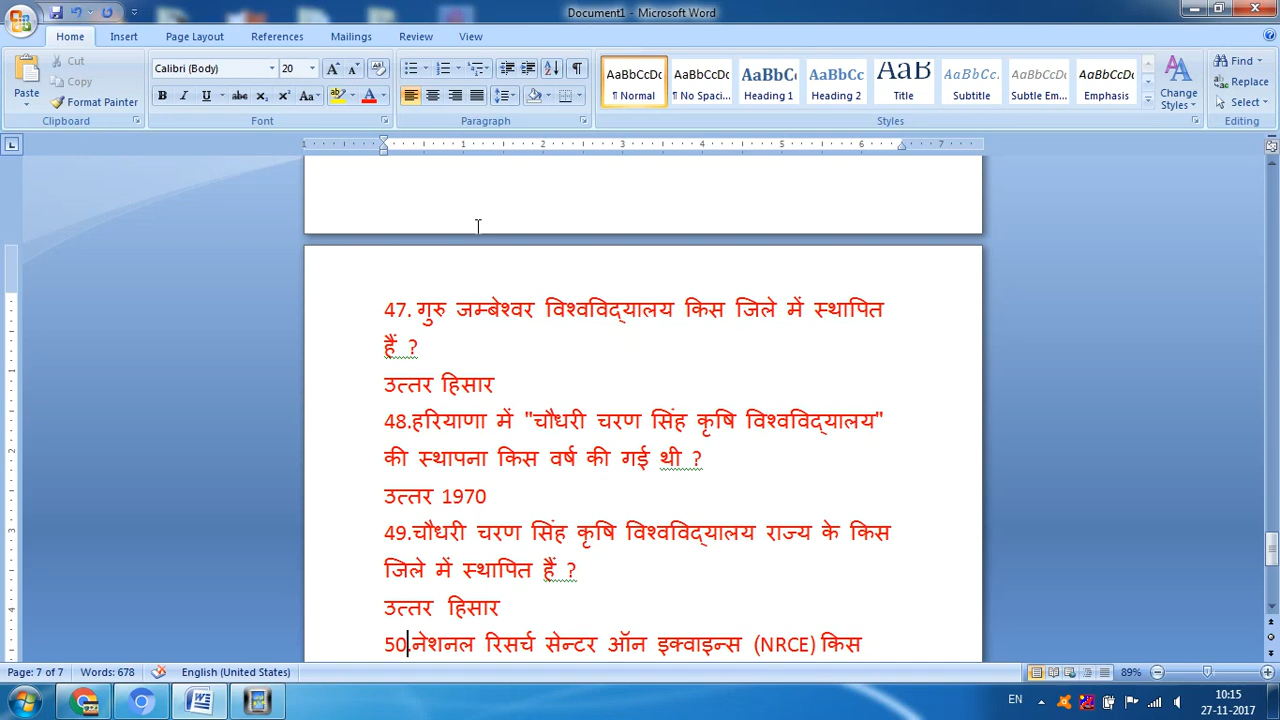 Document1 - Microsoft Word
Home Insert Page Layout References Mailings Review View
Cut
Copy
Format Painter
Paste
Clipboard
Calibri (Body) 20
Font
Paragraph
AaBbCcDc AaBbCcDc AaBbCc AaBbCc AaB AaBbCc AaBbCcDc AaBbCcDc
¶ Normal ¶ No Spaci... Heading 1 Heading 2 Title Subtitle Subtle Em... Emphasis
Change Styles
Styles
Find
Replace
Select
Editing
47. गुरु जम्बेश्वर विश्वविद्यालय किस जिले में स्थापित
हैं ?
उत्तर हिसार
48.हरियाणा में "चौधरी चरण सिंह कृषि विश्वविद्यालय"
की स्थापना किस वर्ष की गई थी ?
उत्तर 1970
49.चौधरी चरण सिंह कृषि विश्वविद्यालय राज्य के किस
जिले में स्थापित हैं ?
उत्तर हिसार
50.नेशनल रिसर्च सेन्टर ऑन इक्वाइन्स (NRCE) किस
Page: 7 of 7 Words: 678 English (United States) 89%
EN 10:15
27-11-2017